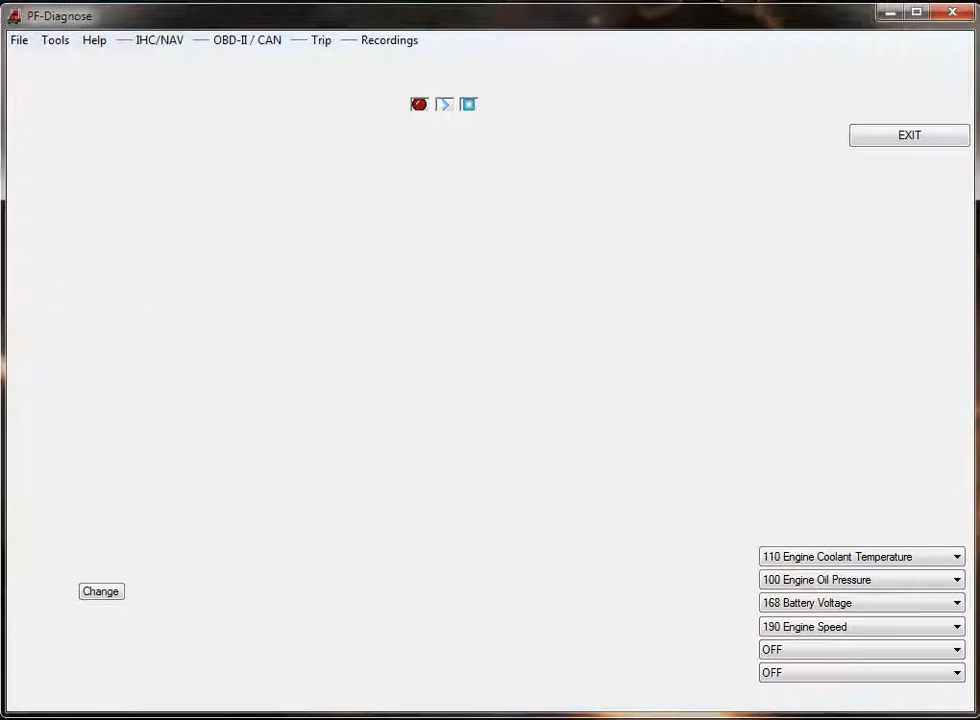 PF-Diagnose
File Tools Help — IHC/NAV — OBD-II / CAN — Trip — Recordings
EXIT
110 Engine Coolant Temperature
100 Engine Oil Pressure
Change
168 Battery Voltage
190 Engine Speed
OFF
OFF